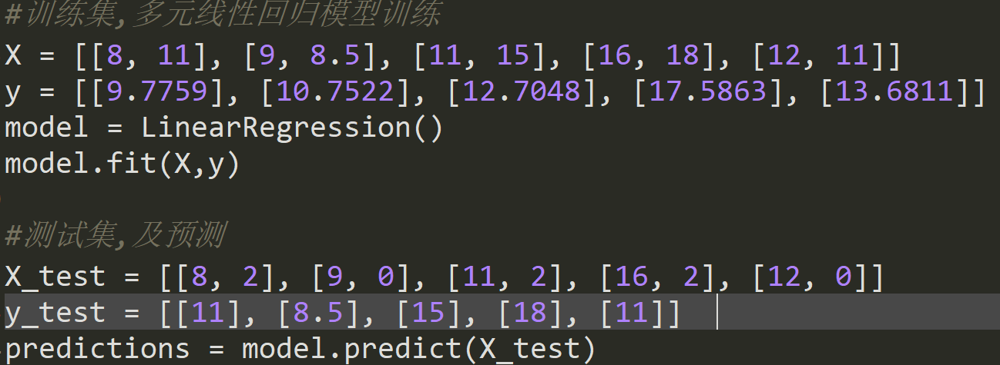 #训练集,多元线性回归模型训练
X = [[8, 11], [9, 8.5], [11, 15], [16, 18], [12, 11]]
y = [[9.7759], [10.7522], [12.7048], [17.5863], [13.6811]]
model = LinearRegression()
model.fit(X,y)
#测试集,及预测
X_test = [[8, 2], [9, 0], [11, 2], [16, 2], [12, 0]]
y_test = [[11], [8.5], [15], [18], [11]]
predictions = model.predict(X_test)